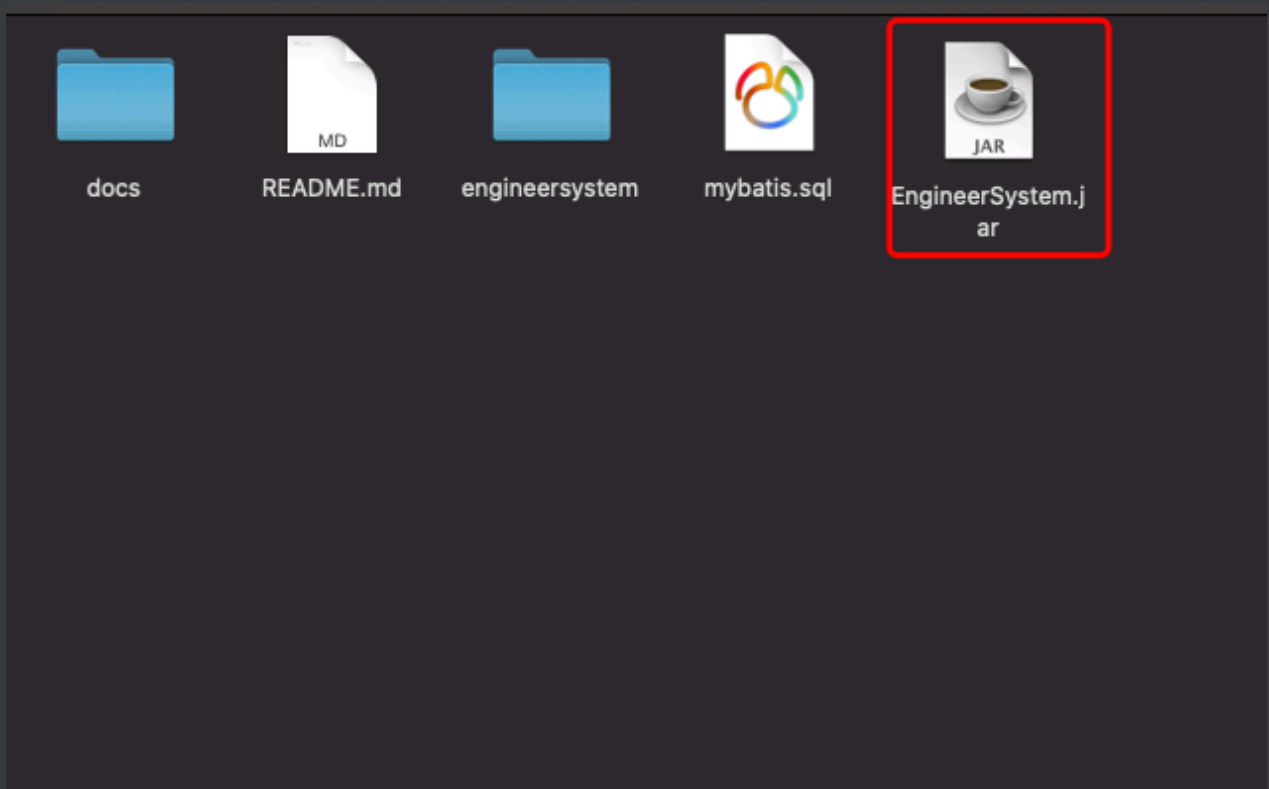 MD
JAR
docs
README.md
engineersystem
mybatis.sql
EngineerSystem.j
ar